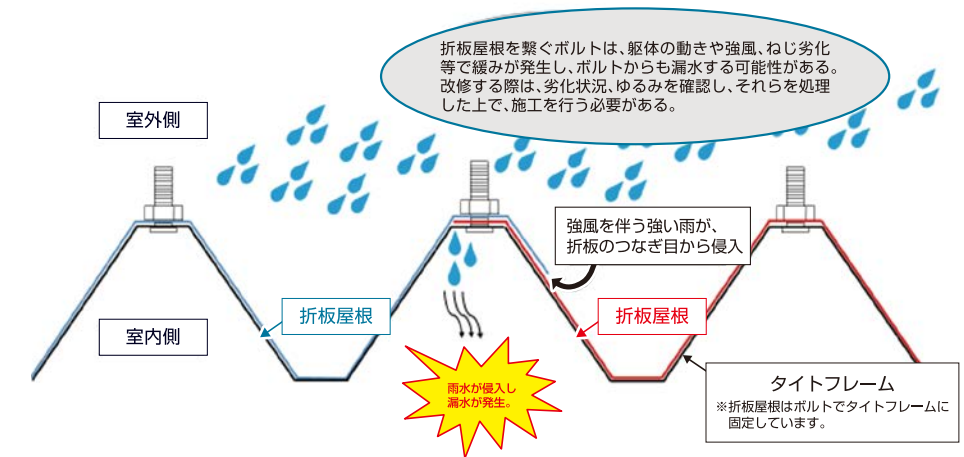 折板屋根を繋ぐボルトは、躯体の動きや強風、ねじ劣化
等で緩みが発生し、ボルトからも漏水する可能性がある。
改修する際は、劣化状況、ゆるみを確認し、それらを処理
した上で、施工を行う必要がある。
室外側
強風を伴う強い雨が、
折板のつなぎ目から侵入
折板屋根
折板屋根
室内側
雨水が侵入し
漏水が発生。
タイトフレーム
※折板屋根はボルトでタイトフレームに
固定しています。